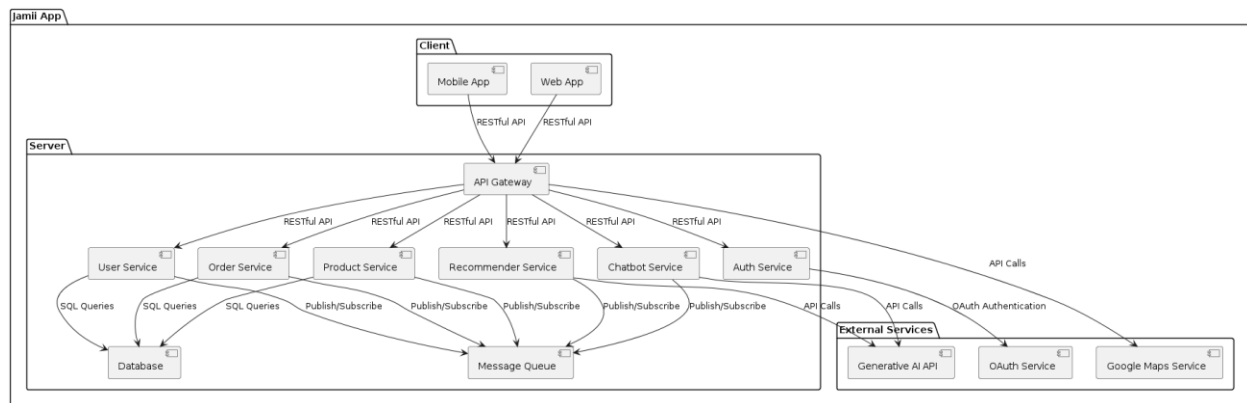 Jamii App
Client
Mobile App
Web App
RESTful API
RESTful API
Server
API Gateway
RESTful API
RESTful API
RESTful API
RESTful API
RESTful API
RESTful API
API Calls
User Service
Order Service
Product Service
Recommender Service
Chatbot Service
Auth Service
SQL Queries
SQL Queries
SQL Queries
Publish/Subscribe
Publish/Subscribe
Publish/Subscribe
Publish/Subscribe
Publish/Subscribe
API Calls
API Calls
OAuth Authentication
External Services
Database
Message Queue
Generative AI API
OAuth Service
Google Maps Service